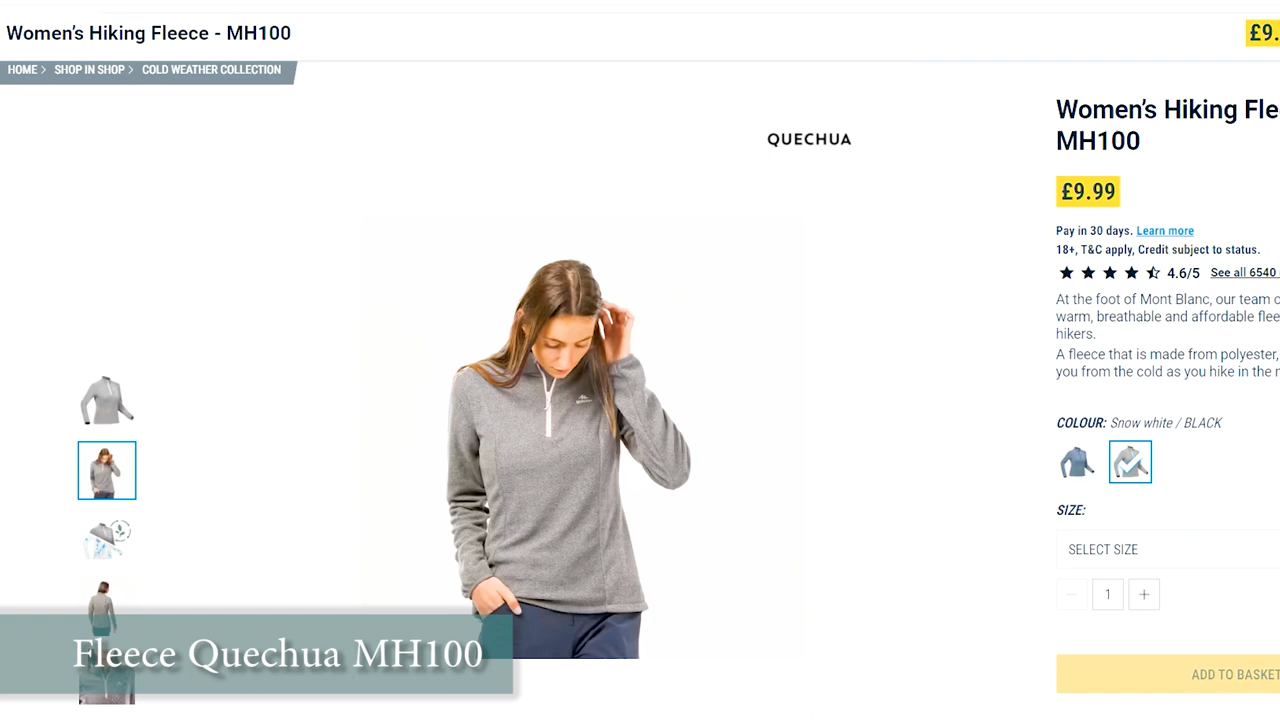 Women's Hiking Fleece - MH100
£9.
HOME > SHOP IN SHOP > COLD WEATHER COLLECTION
QUECHUA
Women's Hiking Fle
MH100
£9.99
Pay in 30 days. Learn more
18+, T&C apply, Credit subject to status.
4.6/5 See all 6540
At the foot of Mont Blanc, our team
warm, breathable and affordable flee
hikers.
A fleece that is made from polyester,
you from the cold as you hike in the
COLOUR: Snow white / BLACK
SIZE:
SELECT SIZE
1
ADD TO BASKET
Fleece Quechua MH100